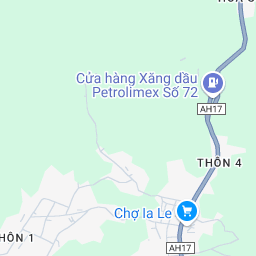 Cửa hàng Xăng dầu
Petrolimex Số 72
AH17
THÔN 4
Chợ Ia Le
THÔN 1
AH17